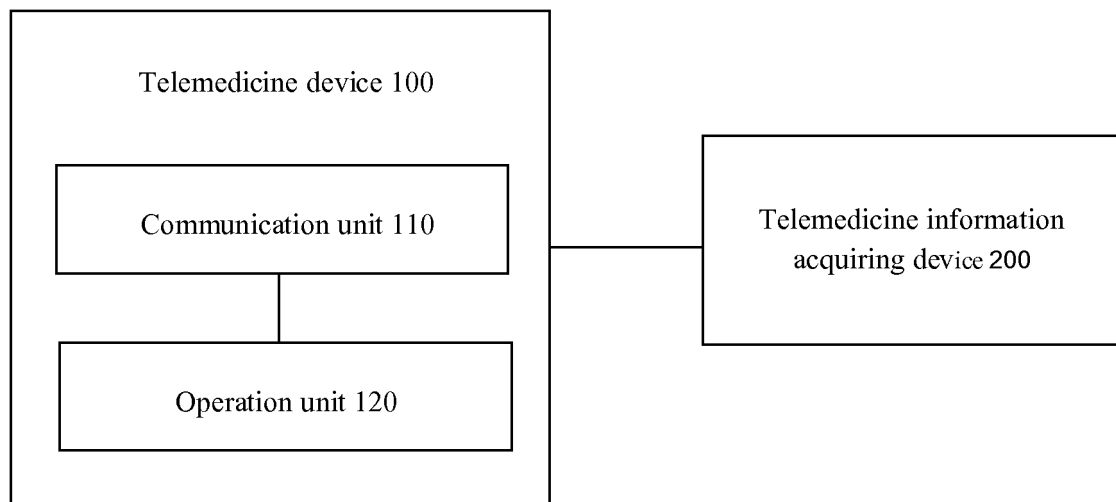 Telemedicine device 100
Communication unit 110
Operation unit 120
Telemedicine information
acquiring device 200